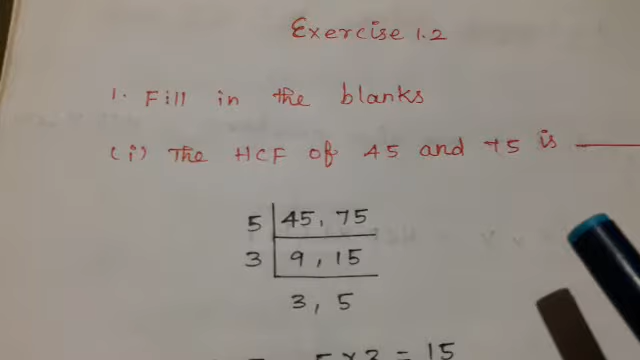 Exercise 1.2
1. Fill in the blanks
(i) The HCF of 45 and 75 is ____
5 | 45, 75
3 | 9, 15
3, 5
5 x 3 = 15